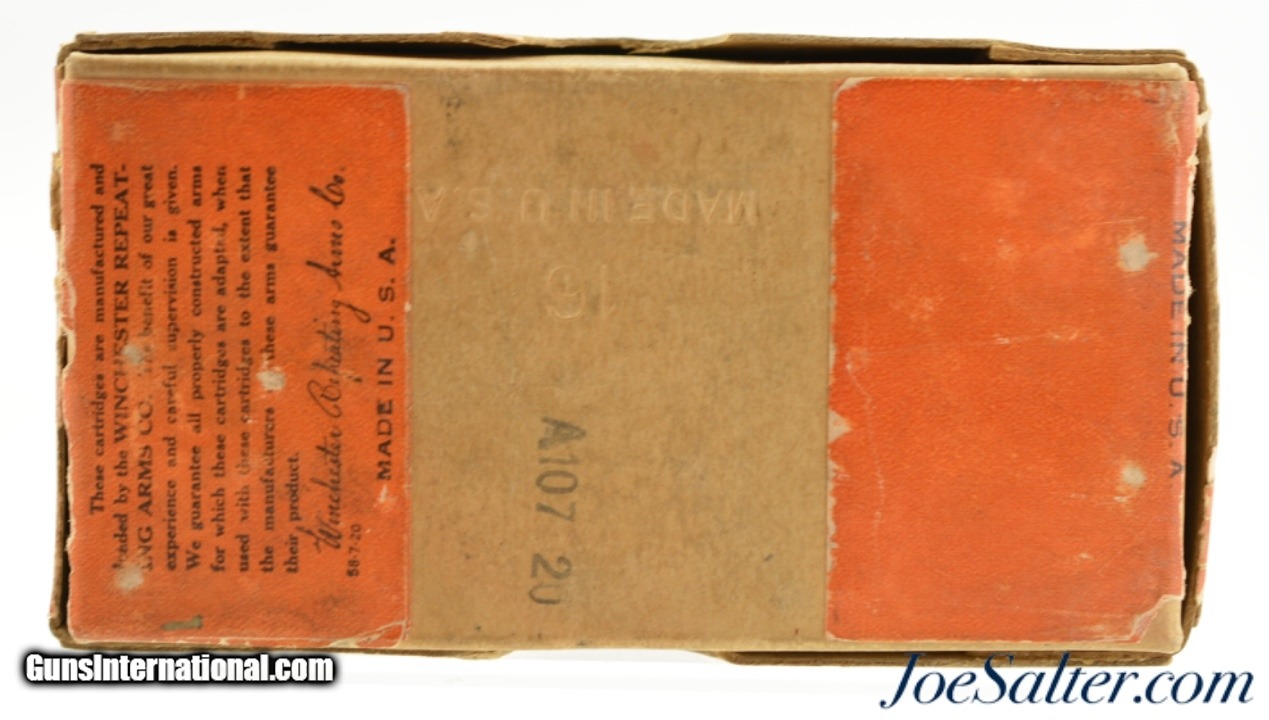 These cartridges are manufactured and
loaded by the WINCHESTER REPEAT-
ING ARMS CO. The benefit of our great
experience and careful supervision is given.
We guarantee all properly constructed arms
for which these cartridges are adapted, when
used with these cartridges to the extent that
the manufacturers these arms guarantee
their product.
Winchester Repeating Arms Co.
58-7-20
MADE IN U. S. A.
1
MADE IN U. S. A
16
A107 20
MADE IN U. S. A
GunsInternational.com
JoeSalter.com